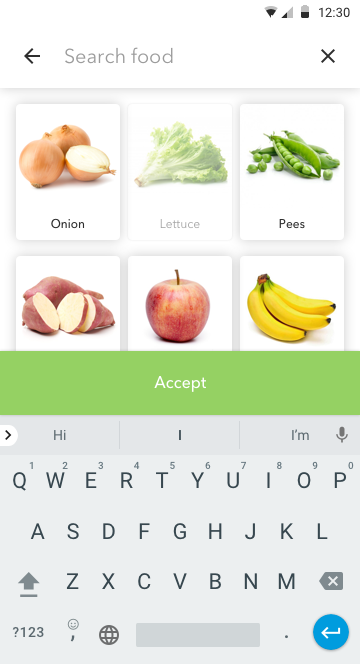 12:30
Search food
Onion Lettuce Pees
Accept
Hi I I'm
1 2 3 4 5 6 7 8 9 0
Q W E R T Y U I O P
A S D F G H J K L
Z X C V B N M
?123 , .